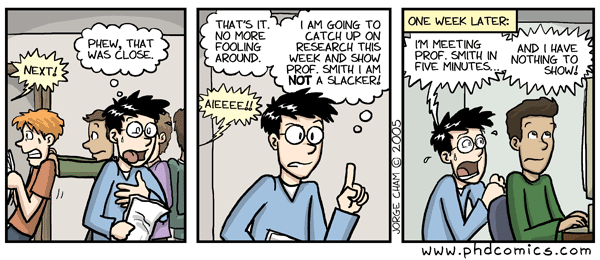 PHEW, THAT
WAS CLOSE.
NEXT!
THAT'S IT.
NO MORE
FOOLING
AROUND.
I AM GOING TO
CATCH UP ON
RESEARCH THIS
WEEK AND SHOW
PROF. SMITH I AM
NOT A SLACKER!
AIEEEE!!
JORGE CHAM © 2005
ONE WEEK LATER:
I'M MEETING
PROF. SMITH IN
FIVE MINUTES...
AND I HAVE
NOTHING TO
SHOW!
www.phdcomics.com